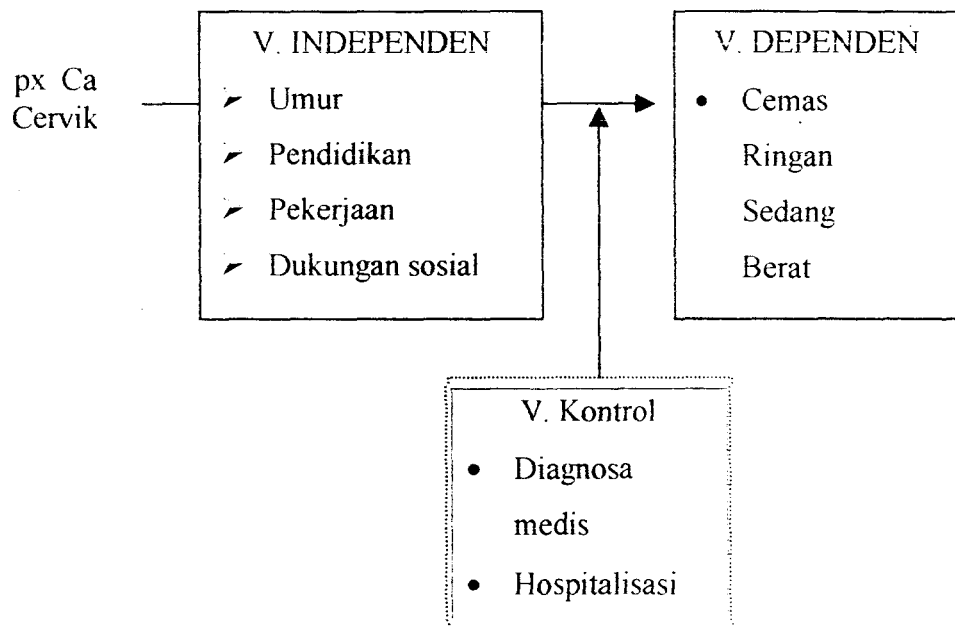 px Ca
Cervik
V. INDEPENDEN
➤ Umur
➤ Pendidikan
➤ Pekerjaan
➤ Dukungan sosial
V. DEPENDEN
• Cemas
Ringan
Sedang
Berat
V. Kontrol
• Diagnosa
medis
• Hospitalisasi